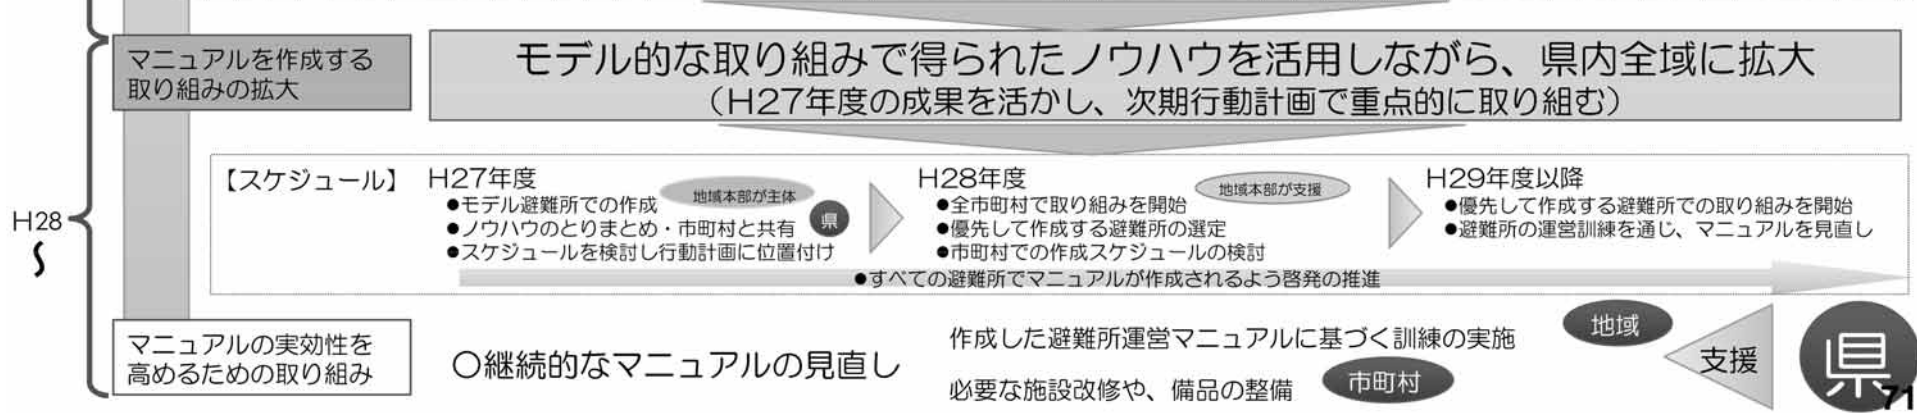 マニュアルを作成する
取り組みの拡大
モデル的な取り組みで得られたノウハウを活用しながら、県内全域に拡大
（H27年度の成果を活かし、次期行動計画で重点的に取り組む）
H28
〜
【スケジュール】
H27年度
地域本部が主体
●モデル避難所での作成
●ノウハウのとりまとめ・市町村と共有
県
●スケジュールを検討し行動計画に位置付け
H28年度
地域本部が支援
●全市町村で取り組みを開始
●優先して作成する避難所の選定
●市町村での作成スケジュールの検討
H29年度以降
●優先して作成する避難所での取り組みを開始
●避難所の運営訓練を通じ、マニュアルを見直し
●すべての避難所でマニュアルが作成されるよう啓発の推進
マニュアルの実効性を
高めるための取り組み
〇継続的なマニュアルの見直し
作成した避難所運営マニュアルに基づく訓練の実施
地域
必要な施設改修や、備品の整備
市町村
支援
県
71